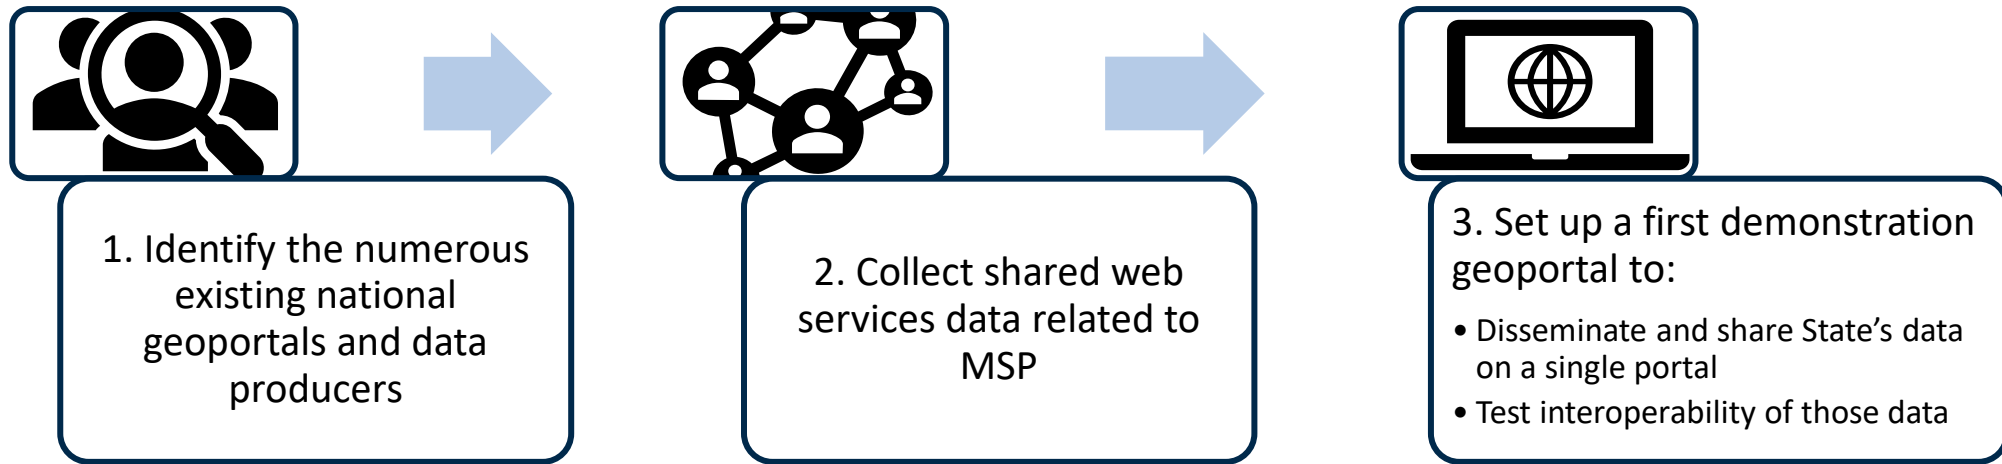 1. Identify the numerous
existing national
geoportals and data
producers
2. Collect shared web
services data related to
MSP
3. Set up a first demonstration
geoportal to:
• Disseminate and share State’s data
on a single portal
• Test interoperability of those data